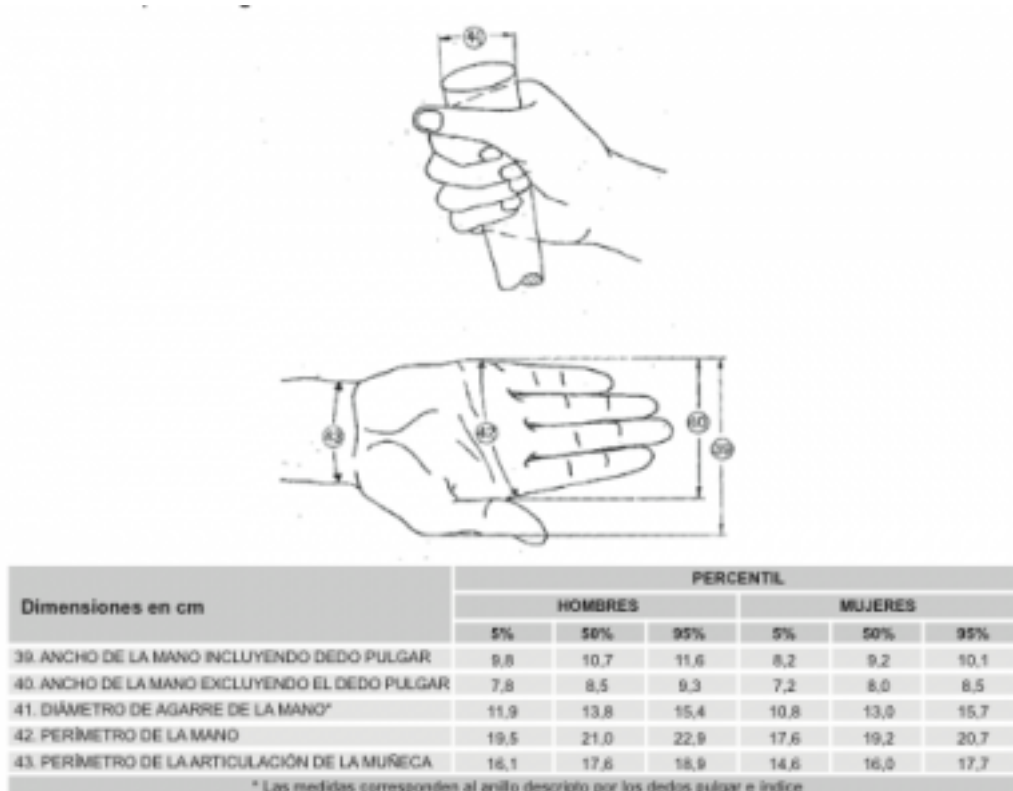 41
42
43
60
39
Dimensiones en cm
PERCENTIL
HOMBRES MUJERES
5% 50% 95% 5% 50% 95%
39. ANCHO DE LA MANO INCLUYENDO DEDO PULGAR 9,8 10,7 11,6 8,2 9,2 10,1
40. ANCHO DE LA MANO EXCLUYENDO EL DEDO PULGAR 7,8 8,5 9,3 7,2 8,0 8,5
41. DIÁMETRO DE AGARRE DE LA MANO* 11,9 13,8 15,4 10,8 13,0 15,7
42. PERÍMETRO DE LA MANO 19,5 21,0 22,9 17,6 19,2 20,7
43. PERÍMETRO DE LA ARTICULACIÓN DE LA MUÑECA 16,1 17,6 18,9 14,6 16,0 17,7
* Las medidas corresponden al anillo descripto por los dedos pulgar e índice